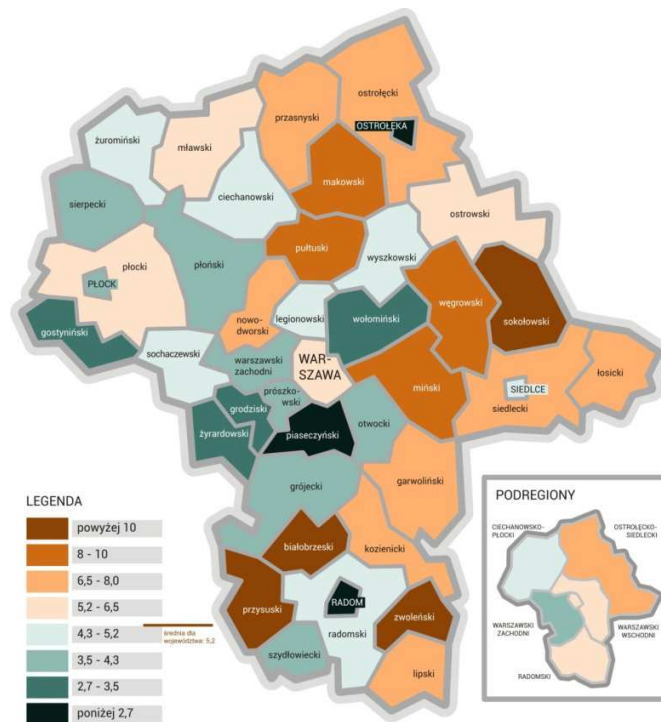 ostrołęcki
przasnyski
OSTROŁĘKA
żuromiński
mławski
makowski
ciechanowski
sierpecki
ostrowski
pułtuski
wyszkowski
płocki
płoński
PŁOCK
węgrowski
nowo-
dworski
legionowski
wołomiński
sokołowski
gostyniński
sochaczewski
warszawski
zachodni
WAR-
SZAWA
łosicki
SIEDLCE
miński
siedlecki
prószko-
wski
grodziski
otwocki
piaseczyński
żyrardowski
garwoliński
grójecki
LEGENDA
powyżej 10
8 - 10
6,5 - 8,0
5,2 - 6,5
4,3 - 5,2
średnia dla
województwa: 5,2
3,5 - 4,3
2,7 - 3,5
poniżej 2,7
białobrzeski
kozienicki
przysuski
RADOM
zwoleński
radomski
szydłowiecki
lipski
PODREGIONY
CIECHANOWSKO-
PŁOCKI
OSTROŁĘCKO-
SIEDLECKI
WARSZAWSKI
ZACHODNI
WARSZAWSKI
WSCHODNI
RADOMSKI